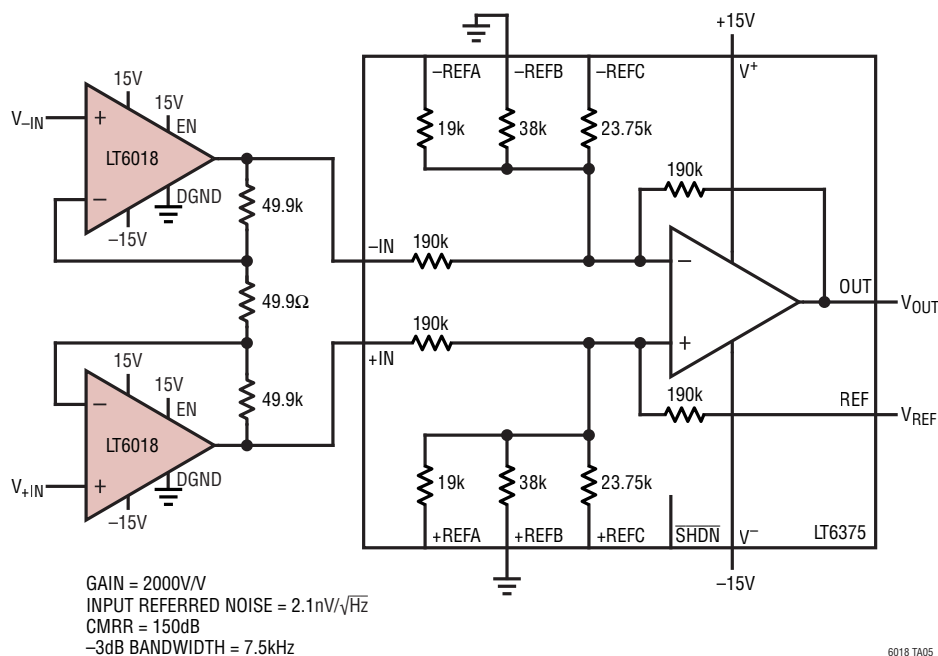 +15V
–REFA
–REFB
–REFC
V+
19k
38k
23.75k
190k
15V
15V
EN
V–IN
+
LT6018
–
DGND
–15V
49.9k
–IN
190k
–
OUT
VOUT
49.9Ω
190k
+IN
+
190k
REF
VREF
15V
15V
EN
–
49.9k
LT6018
V+IN
+
DGND
–15V
19k
38k
23.75k
+REFA
+REFB
+REFC
SHDN
V–
LT6375
–15V
GAIN = 2000V/V
INPUT REFERRED NOISE = 2.1nV/√Hz
CMRR = 150dB
–3dB BANDWIDTH = 7.5kHz
6018 TA05